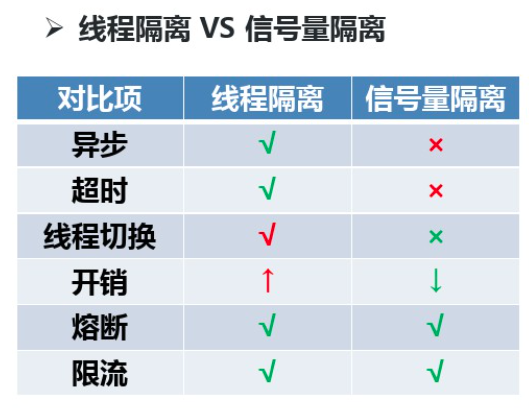 ➢ 线程隔离 VS 信号量隔离
对比项 线程隔离 信号量隔离
异步 √ ×
超时 √ ×
线程切换 √ ×
开销 ↑ ↓
熔断 √ √
限流 √ √